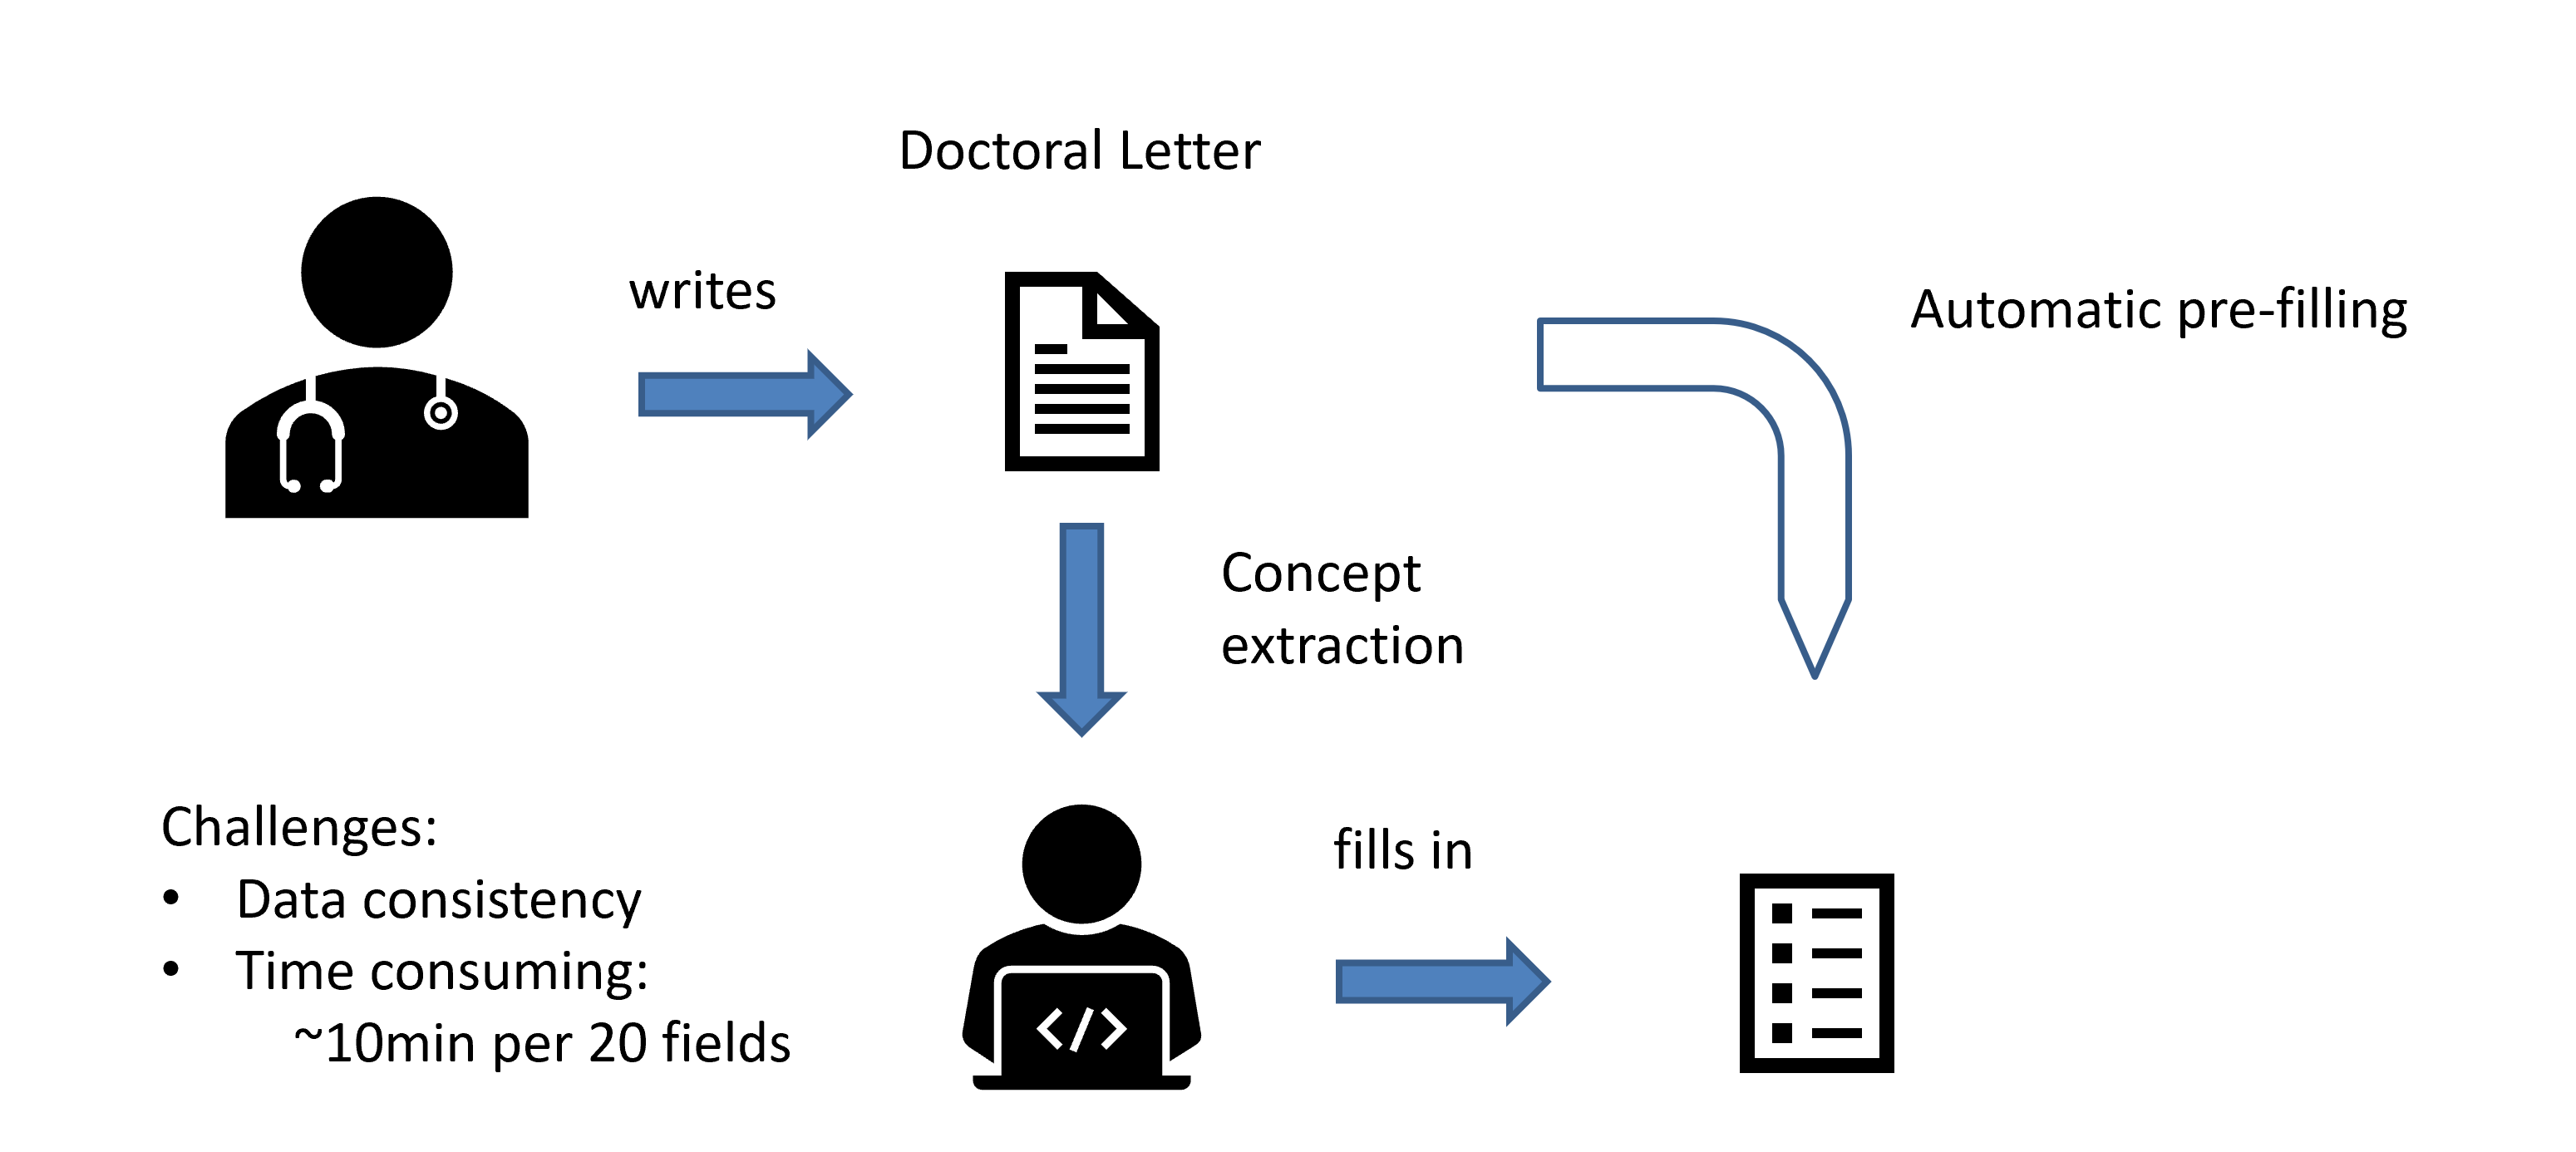 Doctoral Letter
writes
Automatic pre-filling
Concept
extraction
Challenges:
• Data consistency
• Time consuming:
~10min per 20 fields
fills in
</>